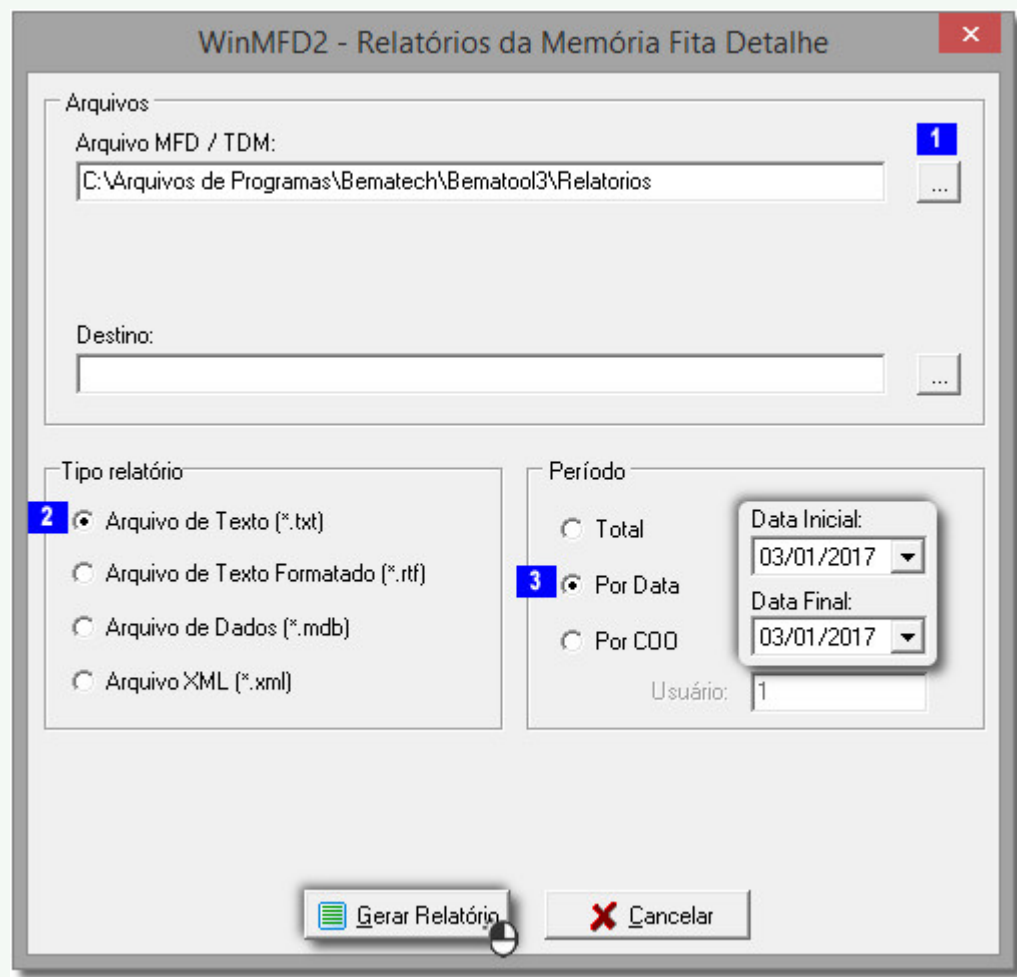 WinMFD2 - Relatórios da Memória Fita Detalhe
Arquivos
Arquivo MFD / TDM:
1
C:\Arquivos de Programas\Bematech\Bematool3\Relatorios
...
Destino:
...
Tipo relatório
2 Arquivo de Texto (*.txt)
Arquivo de Texto Formatado (*.rtf)
Arquivo de Dados (*.mdb)
Arquivo XML (*.xml)
Período
Total
3 Por Data
Por COO
Data Inicial:
03/01/2017
Data Final:
03/01/2017
Usuário: 1
Gerar Relatório
Cancelar